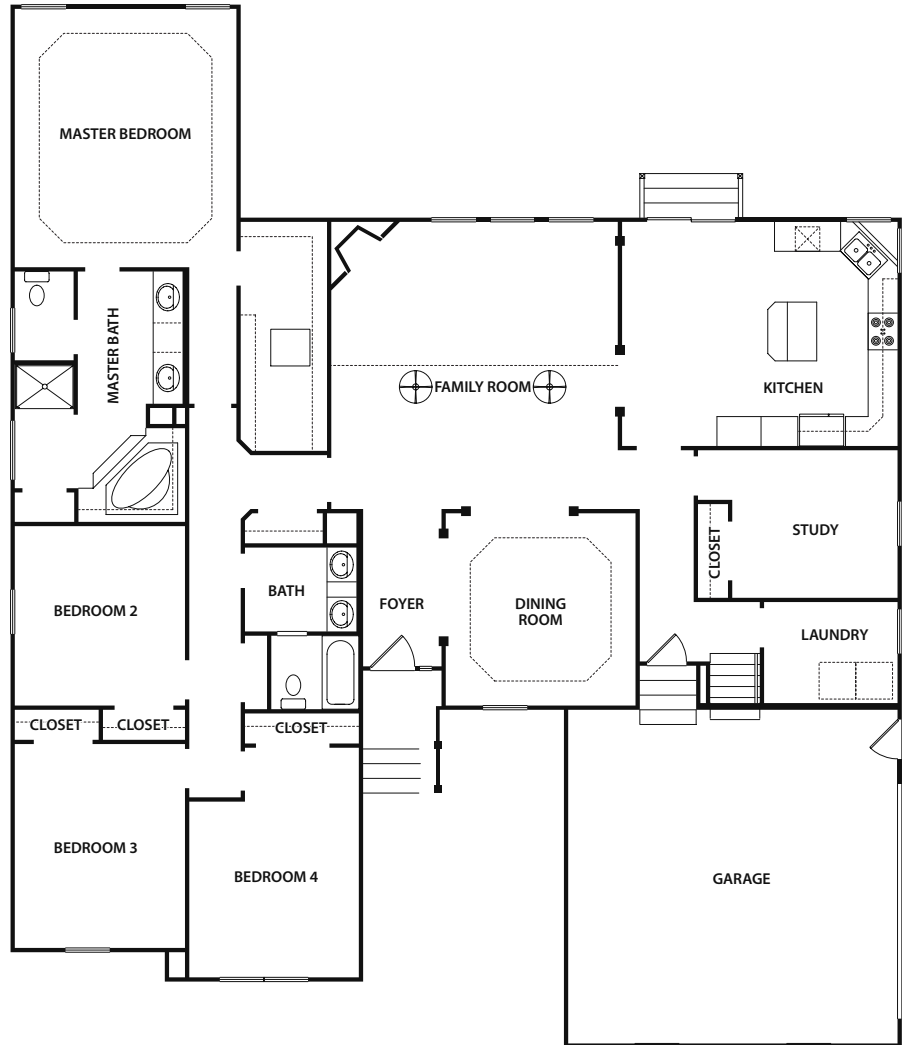 MASTER BEDROOM
MASTER BATH
FAMILY ROOM
KITCHEN
STUDY
CLOSET
BATH
BEDROOM 2
FOYER
DINING
ROOM
LAUNDRY
CLOSET
CLOSET
CLOSET
BEDROOM 3
BEDROOM 4
GARAGE